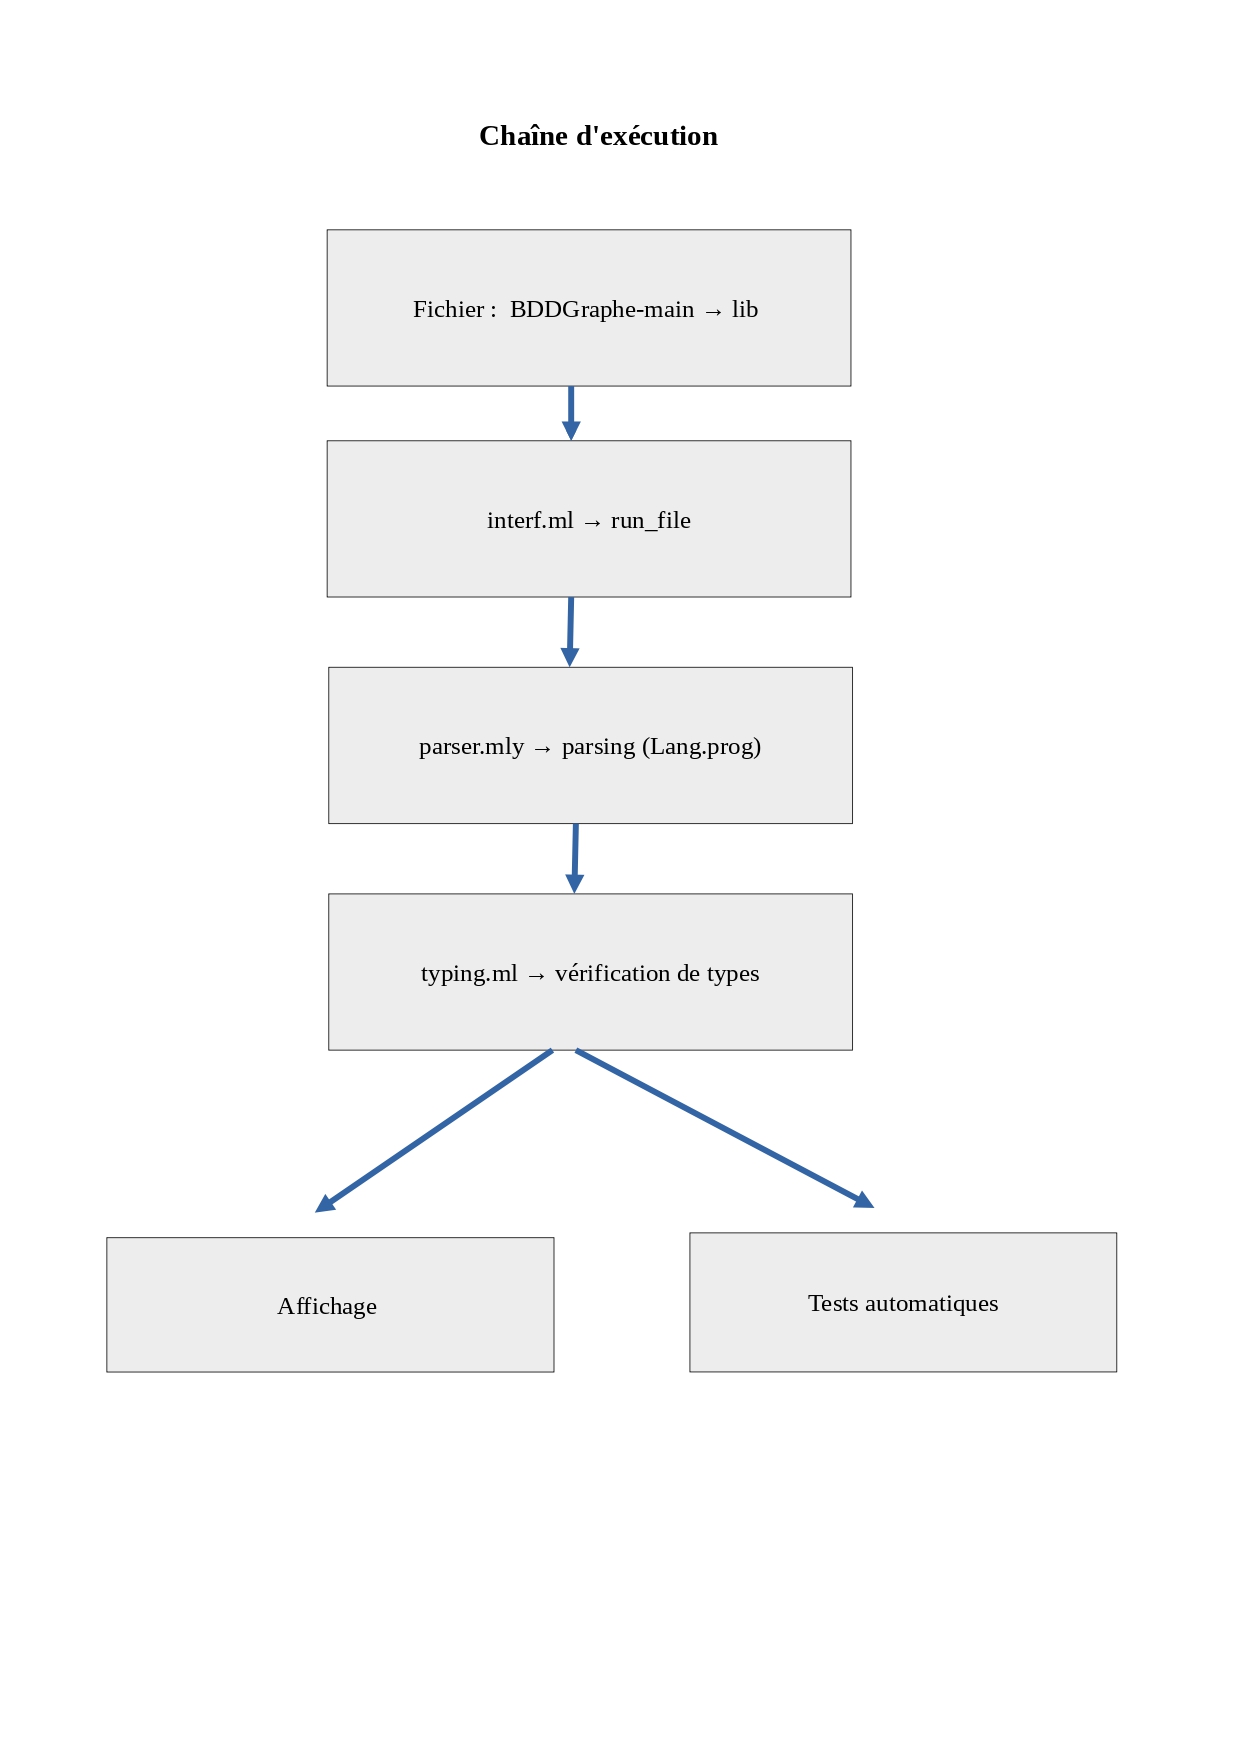 Chaîne d'exécution
Fichier :  BDDGraphe-main → lib
interf.ml → run_file
parser.mly → parsing (Lang.prog)
typing.ml → vérification de types
Affichage
Tests automatiques